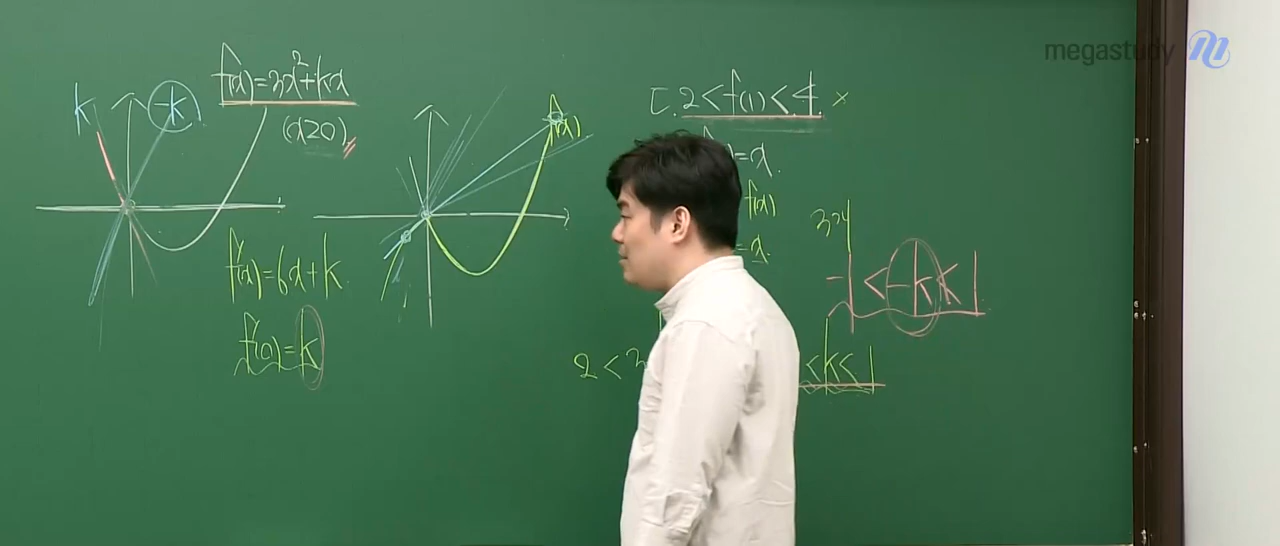 megastudy
f(x)=3x²+kx
(x≥0)
k
-k
f'(x)=6x+k
f'(0)=k
f(x)
ㄷ. 2<f(1)<4. ×
=x.
f(x)
=x.
-1<-k<1
2<3
<k<1